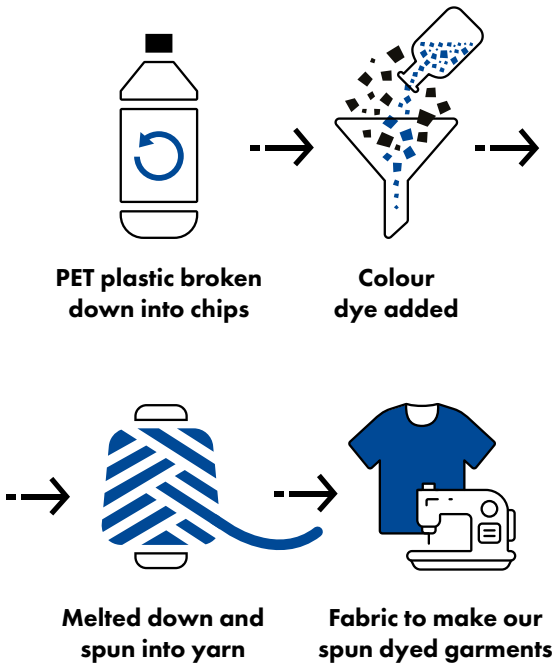 PET plastic broken
down into chips
Colour
dye added
Melted down and
spun into yarn
Fabric to make our
spun dyed garments